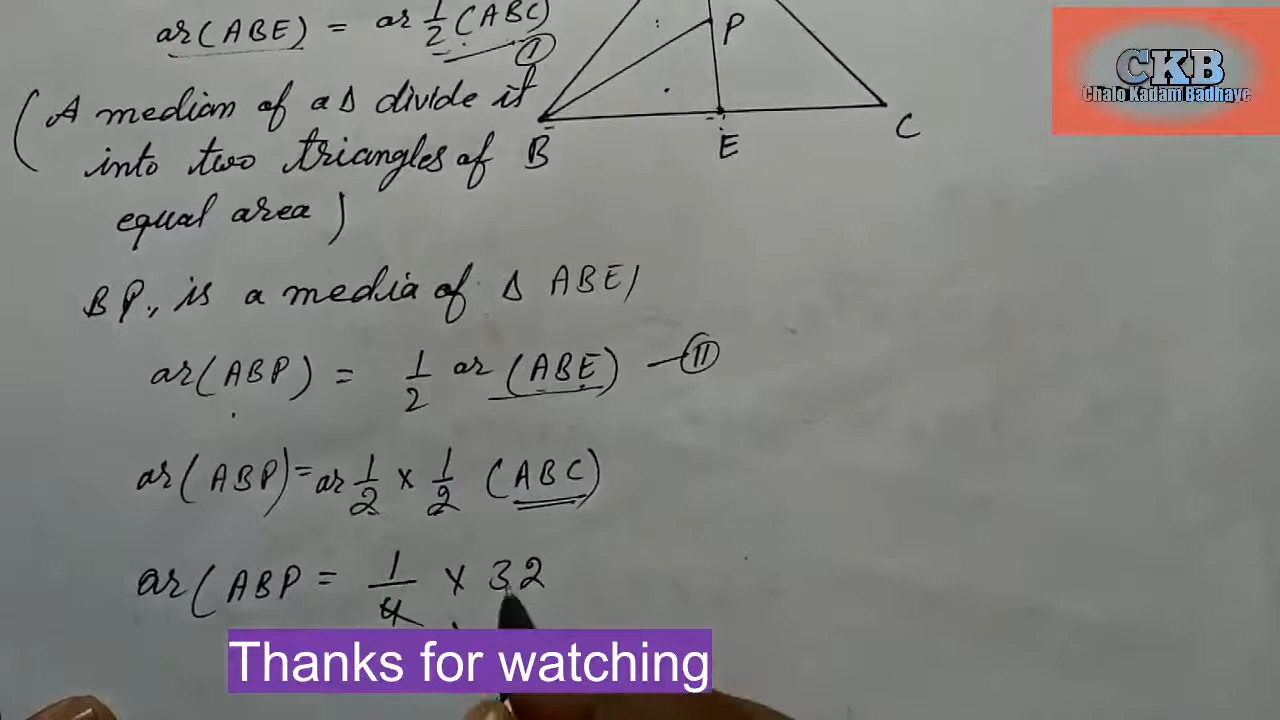 ar(ABE) = ar 1/2 (ABC)
I
(A median of a Δ divide it
into two triangles of
equal area)
BP, is a media of Δ ABE,
ar(ABP) = 1/2 ar (ABE) — II
ar(ABP) = ar 1/2 × 1/2 (ABC)
ar(ABP = 1/4 × 32
P
B
E
C
CKB
Chalo Kadam Badhaye
Thanks for watching